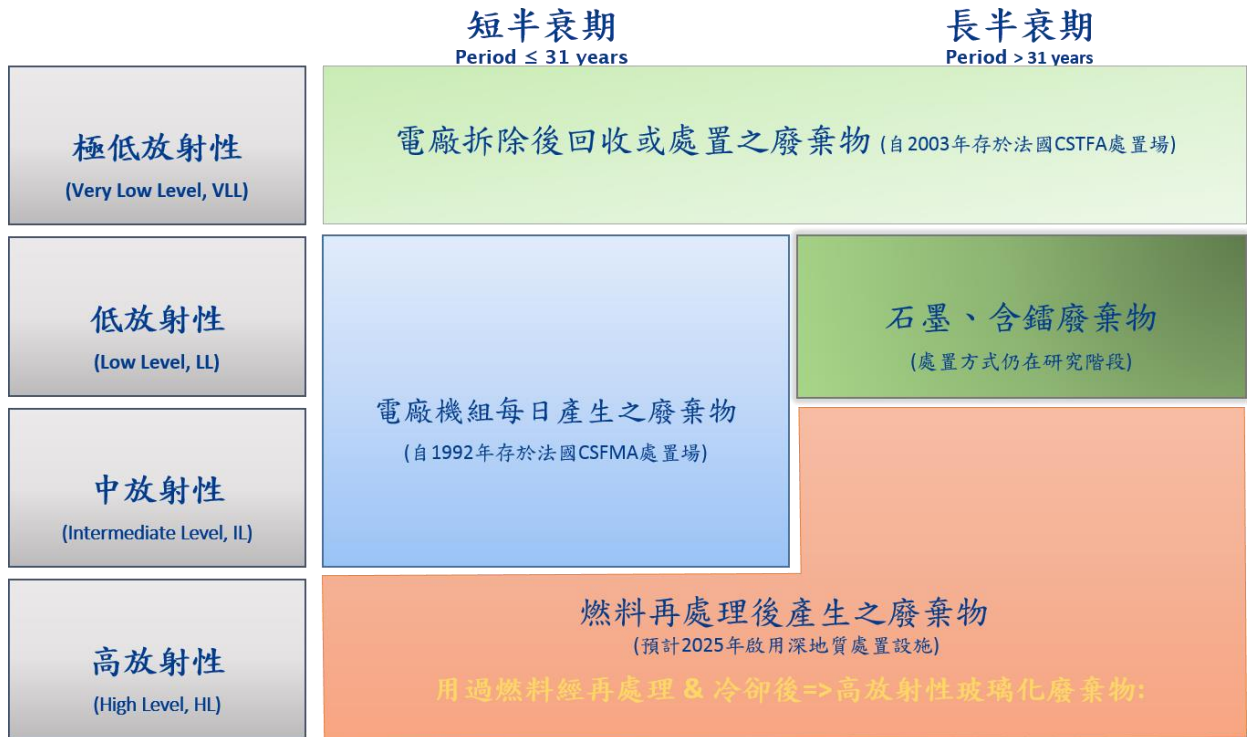 短半衰期
Period ≤ 31 years
長半衰期
Period > 31 years
極低放射性
(Very Low Level, VLL)
電廠拆除後回收或處置之廢棄物 (自2003年存於法國CSTFA處置場)
低放射性
(Low Level, LL)
電廠機組每日產生之廢棄物
(自1992年存於法國CSFMA處置場)
石墨、含鐳廢棄物
(處置方式仍在研究階段)
中放射性
(Intermediate Level, IL)
高放射性
(High Level, HL)
燃料再處理後產生之廢棄物
(預計2025年啟用深地質處置設施)
用過燃料經再處理 & 冷卻後=>高放射性玻璃化廢棄物: